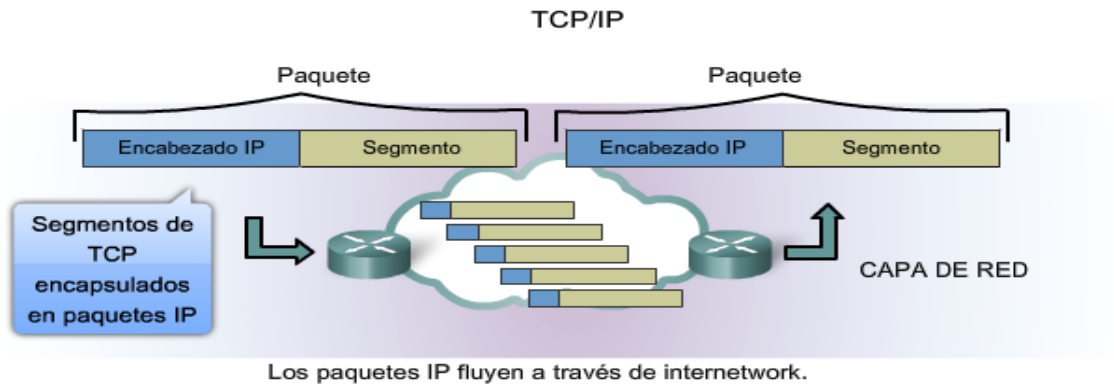 TCP/IP
Paquete
Paquete
Encabezado IP
Segmento
Encabezado IP
Segmento
Segmentos de
TCP
encapsulados
en paquetes IP
CAPA DE RED
Los paquetes IP fluyen a través de internetwork.